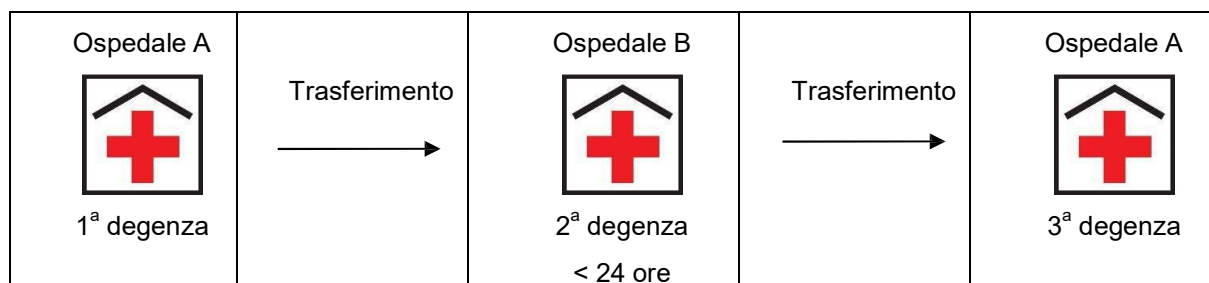 Ospedale A
Trasferimento
Ospedale B
Trasferimento
Ospedale A
1ª degenza
2ª degenza
< 24 ore
3ª degenza